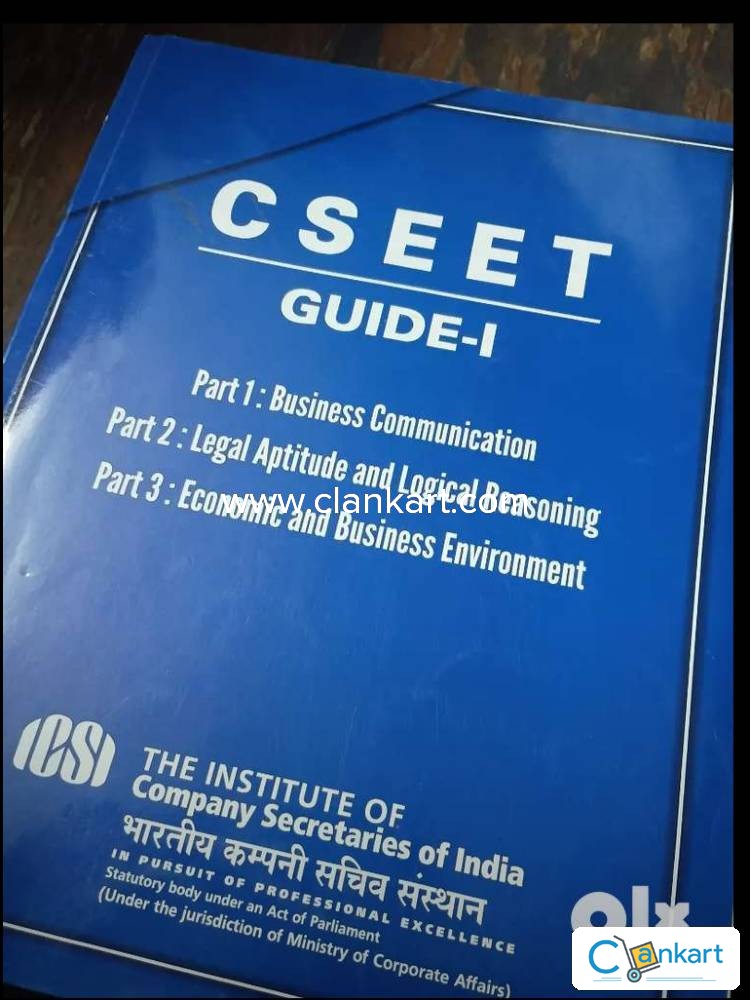 CSEET
GUIDE-I
Part 1 : Business Communication
Part 2 : Legal Aptitude and Logical Reasoning
Part 3 : Economic and Business Environment
www.clankart.com
ICSI
THE INSTITUTE OF
Company Secretaries of India
भारतीय कम्पनी सचिव संस्थान
IN PURSUIT OF PROFESSIONAL EXCELLENCE
Statutory body under an Act of Parliament
(Under the jurisdiction of Ministry of Corporate Affairs)
olx
Clankart